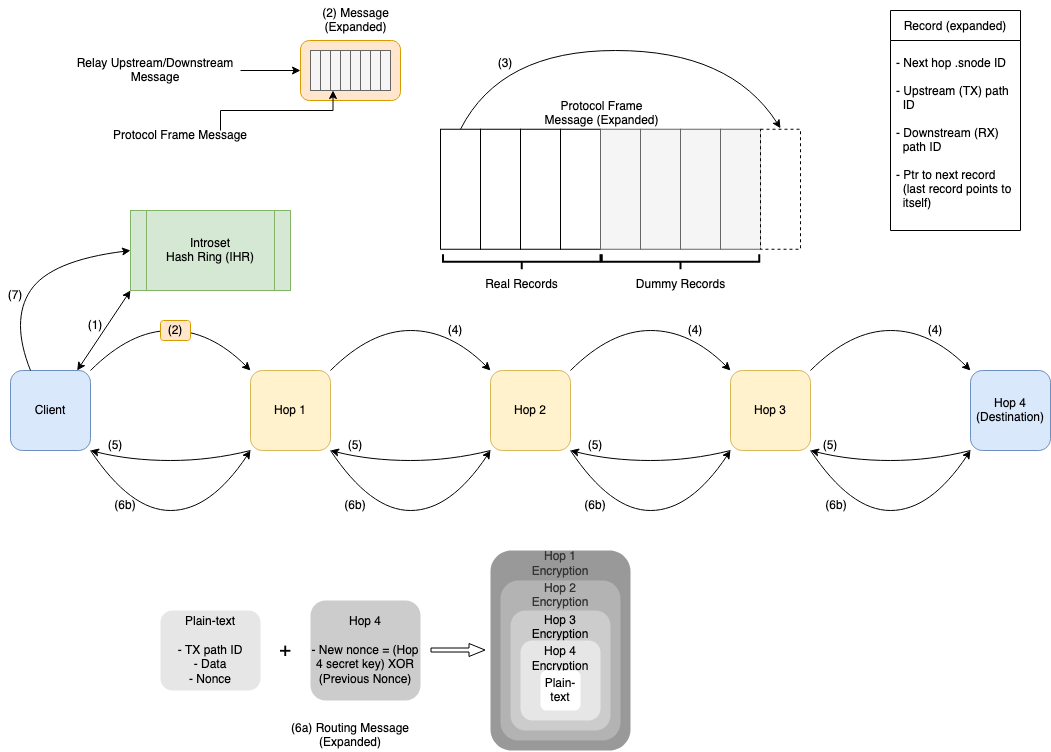 (2) Message
(Expanded)
Relay Upstream/Downstream
Message
Protocol Frame Message
(3)
Protocol Frame
Message (Expanded)
Real Records
Dummy Records
Record (expanded)
- Next hop .snode ID
- Upstream (TX) path
ID
- Downstream (RX)
path ID
- Ptr to next record
(last record points to
itself)
Introset
Hash Ring (IHR)
(7)
(1)
(2)
(4)
(4)
(4)
Client
Hop 1
Hop 2
Hop 3
Hop 4
(Destination)
(5)
(5)
(5)
(5)
(6b)
(6b)
(6b)
(6b)
Plain-text
- TX path ID
- Data
- Nonce
+
Hop 4
- New nonce = (Hop
4 secret key) XOR
(Previous Nonce)
(6a) Routing Message
(Expanded)
Hop 1
Encryption
Hop 2
Encryption
Hop 3
Encryption
Hop 4
Encryption
Plain-
text